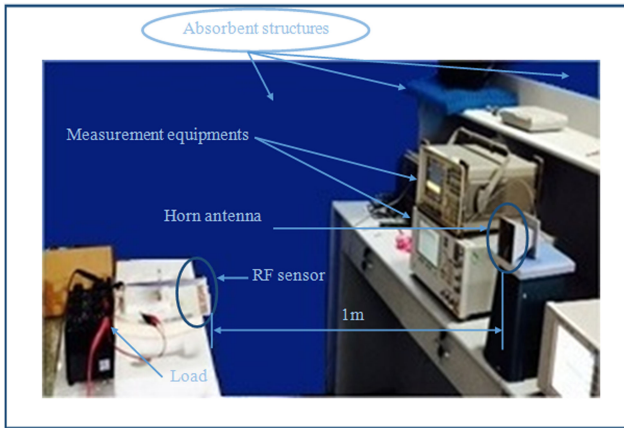 Absorbent structures
Measurement equipments
Horn antenna
RF sensor
1m
Load